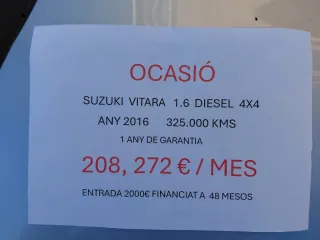 OCASIÓ
SUZUKI VITARA 1.6 DIESEL 4X4
ANY 2016 325.000 KMS
1 ANY DE GARANTIA
208, 272 € / MES
ENTRADA 2000€ FINANCIAT A 48 MESOS